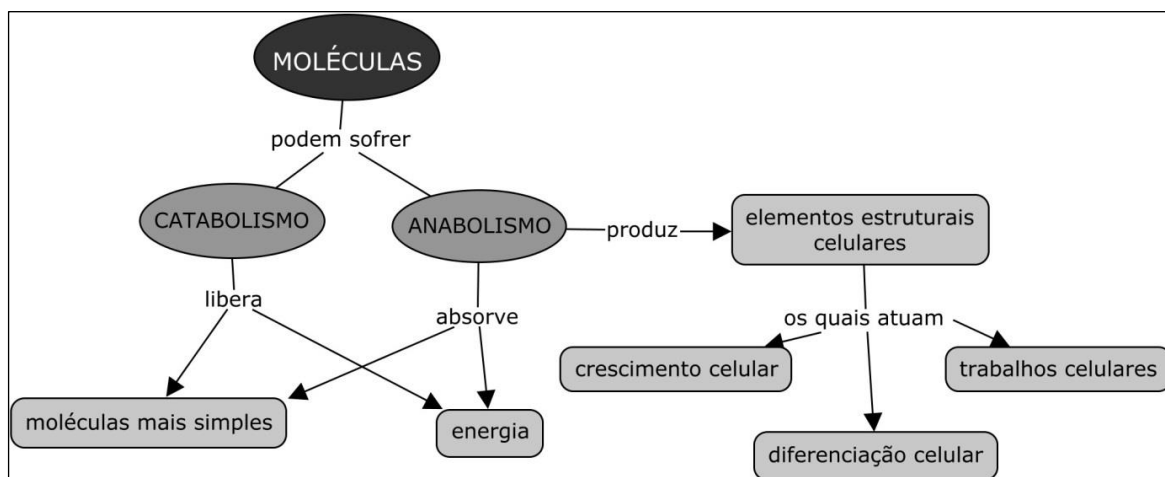 MOLÉCULAS
podem sofrer
CATABOLISMO
ANABOLISMO
produz
elementos estruturais
celulares
libera
absorve
os quais atuam
crescimento celular
trabalhos celulares
moléculas mais simples
energia
diferenciação celular